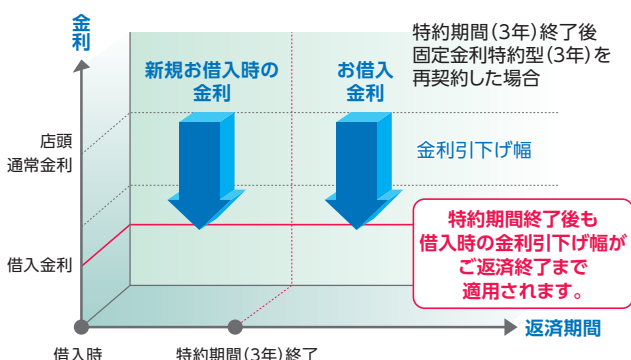 金
利
特約期間（3年）終了後
固定金利特約型（3年）を
再契約した場合
新規お借入時の
金利
お借入
金利
店頭
通常金利
金利引下げ幅
特約期間終了後も
借入時の金利引下げ幅が
ご返済終了まで
適用されます。
借入金利
返済期間
借入時
特約期間（3年）終了